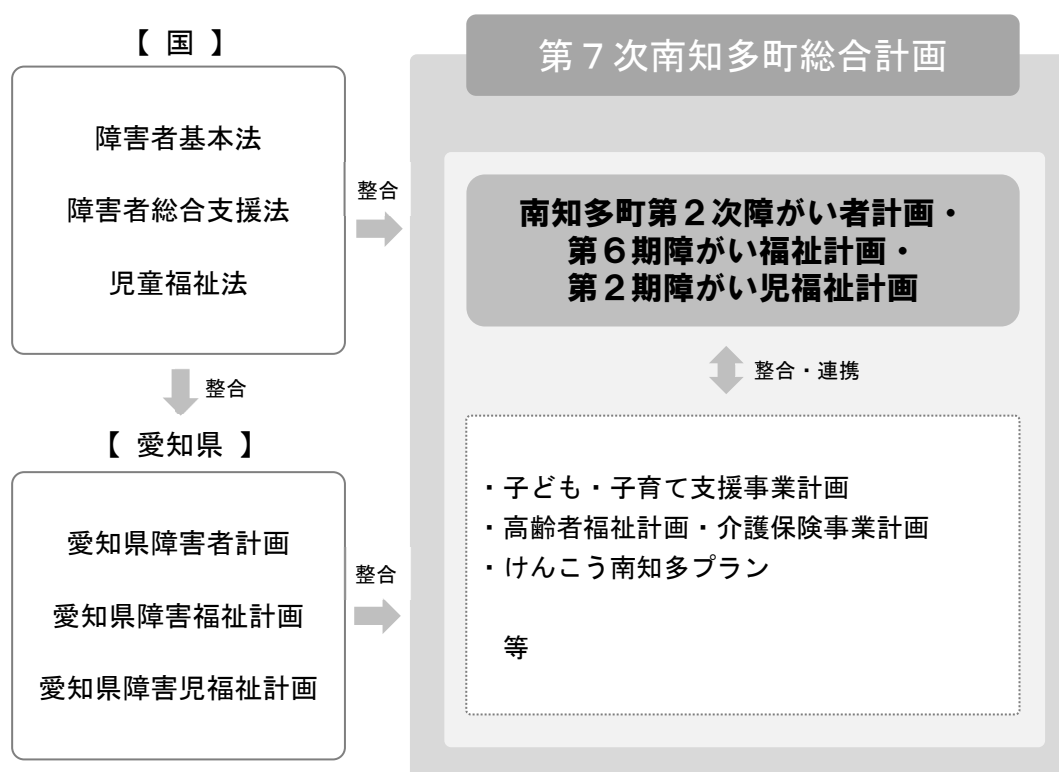 【 国 】
障害者基本法
障害者総合支援法
児童福祉法
整合
整合
【 愛知県 】
愛知県障害者計画
愛知県障害福祉計画
愛知県障害児福祉計画
整合
第７次南知多町総合計画
南知多町第２次障がい者計画・
第６期障がい福祉計画・
第２期障がい児福祉計画
整合・連携
・子ども・子育て支援事業計画
・高齢者福祉計画・介護保険事業計画
・けんこう南知多プラン
等